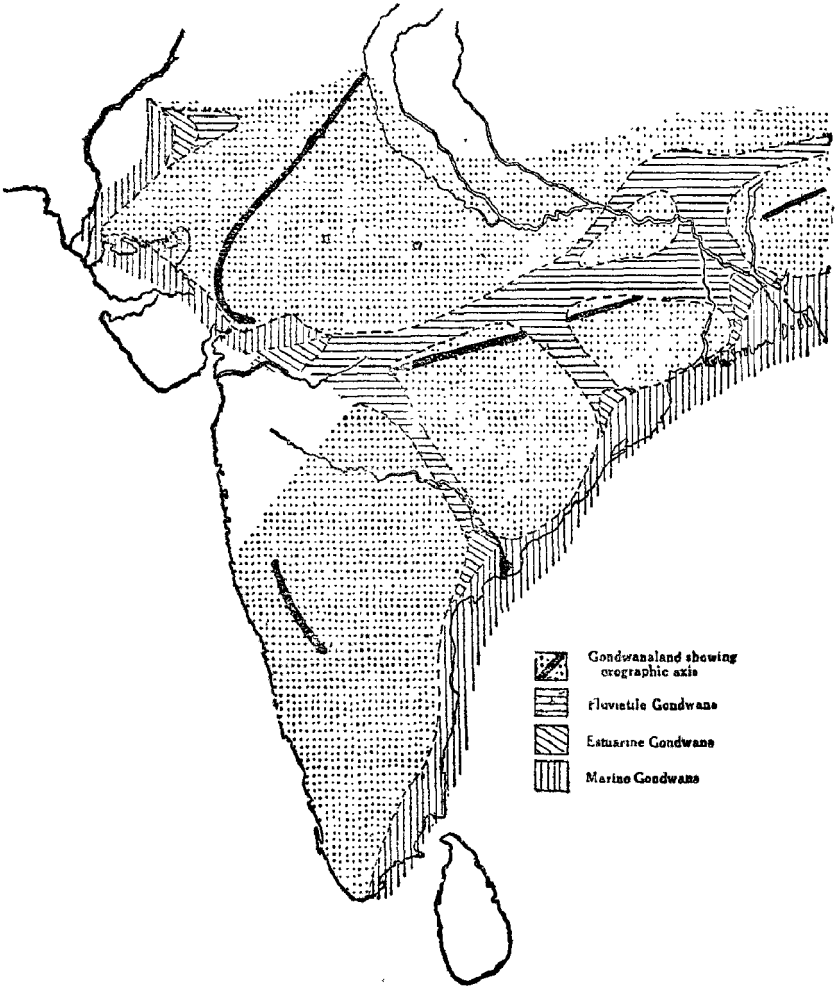 Gondwanaland showing
orographic axis
Fluviatile Gondwana
Estuarine Gondwana
Marine Gondwana